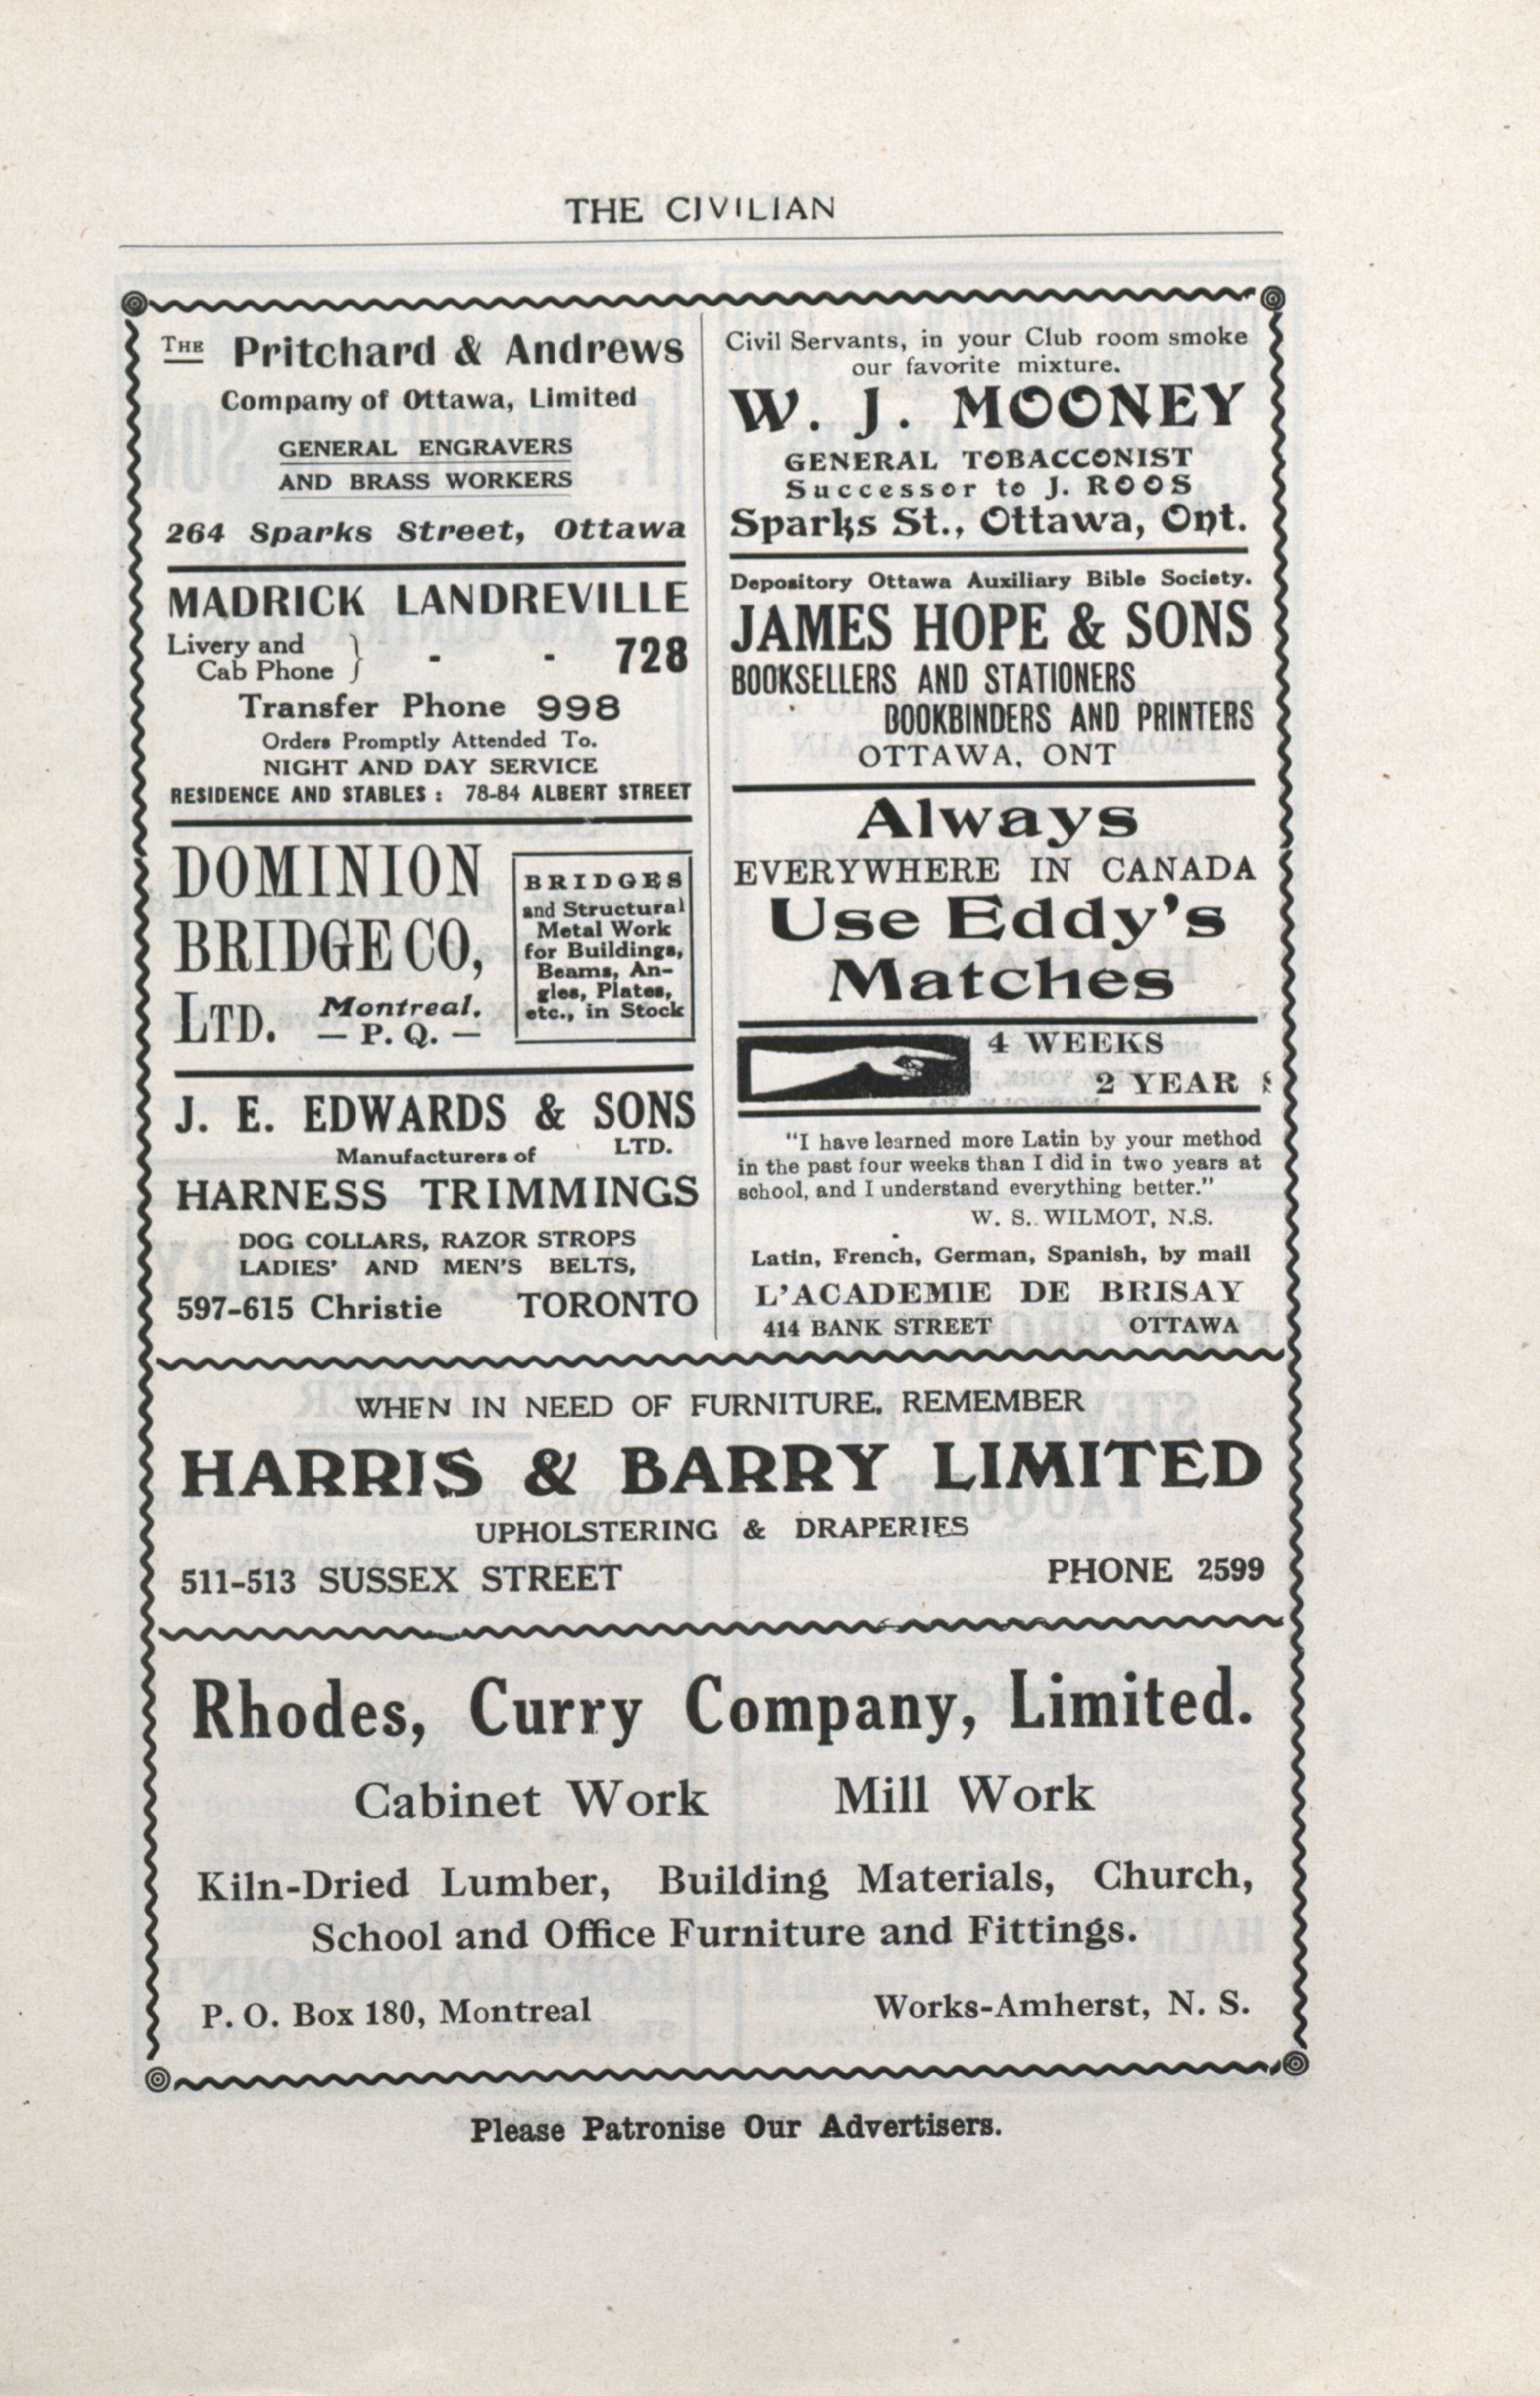 THE CIVILIAN
THE Pritchard & Andrews
Company of Ottawa, Limited
GENERAL ENGRAVERS
AND BRASS WORKERS
264 Sparks Street, Ottawa
MADRICK LANDREVILLE
Livery and
Cab Phone } - - 728
Transfer Phone 998
Orders Promptly Attended To.
NIGHT AND DAY SERVICE
RESIDENCE AND STABLES : 78-84 ALBERT STREET
DOMINION
BRIDGE CO,
LTD. Montreal.
— P. Q. —
BRIDGES
and Structural
Metal Work
for Buildings,
Beams, An-
gles, Plates,
etc., in Stock
J. E. EDWARDS & SONS
Manufacturers of LTD.
HARNESS TRIMMINGS
DOG COLLARS, RAZOR STROPS
LADIES' AND MEN'S BELTS,
597-615 Christie TORONTO
Civil Servants, in your Club room smoke
our favorite mixture.
W. J. MOONEY
GENERAL TOBACCONIST
Successor to J. ROOS
Sparks St., Ottawa, Ont.
Depository Ottawa Auxiliary Bible Society.
JAMES HOPE & SONS
BOOKSELLERS AND STATIONERS
BOOKBINDERS AND PRINTERS
OTTAWA, ONT
Always
EVERYWHERE IN CANADA
Use Eddy's
Matches
4 WEEKS
2 YEARS
"I have learned more Latin by your method
in the past four weeks than I did in two years at
school, and I understand everything better."
W. S. WILMOT, N.S.
Latin, French, German, Spanish, by mail
L'ACADEMIE DE BRISAY
414 BANK STREET OTTAWA
WHEN IN NEED OF FURNITURE, REMEMBER
HARRIS & BARRY LIMITED
UPHOLSTERING & DRAPERIES
511-513 SUSSEX STREET PHONE 2599
Rhodes, Curry Company, Limited.
Cabinet Work Mill Work
Kiln-Dried Lumber, Building Materials, Church,
School and Office Furniture and Fittings.
P. O. Box 180, Montreal Works-Amherst, N. S.
Please Patronise Our Advertisers.